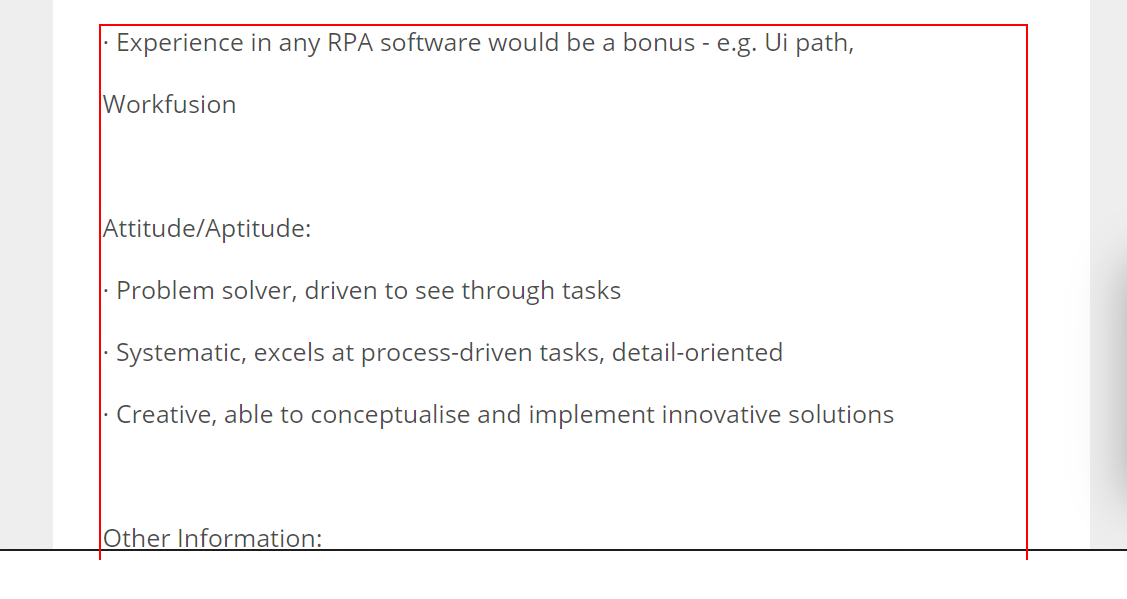 · Experience in any RPA software would be a bonus - e.g. Ui path,
Workfusion
Attitude/Aptitude:
· Problem solver, driven to see through tasks
· Systematic, excels at process-driven tasks, detail-oriented
· Creative, able to conceptualise and implement innovative solutions
Other Information: